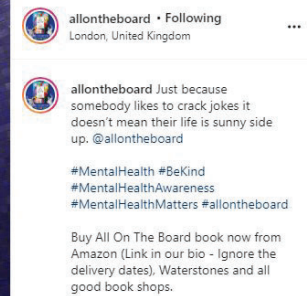 allontheboard • Following
London, United Kingdom
...
allontheboard Just because
somebody likes to crack jokes it
doesn't mean their life is sunny side
up. @allontheboard
#MentalHealth #BeKind
#MentalHealthAwareness
#MentalHealthMatters #allontheboard
Buy All On The Board book now from
Amazon (Link in our bio - Ignore the
delivery dates), Waterstones and all
good book shops.